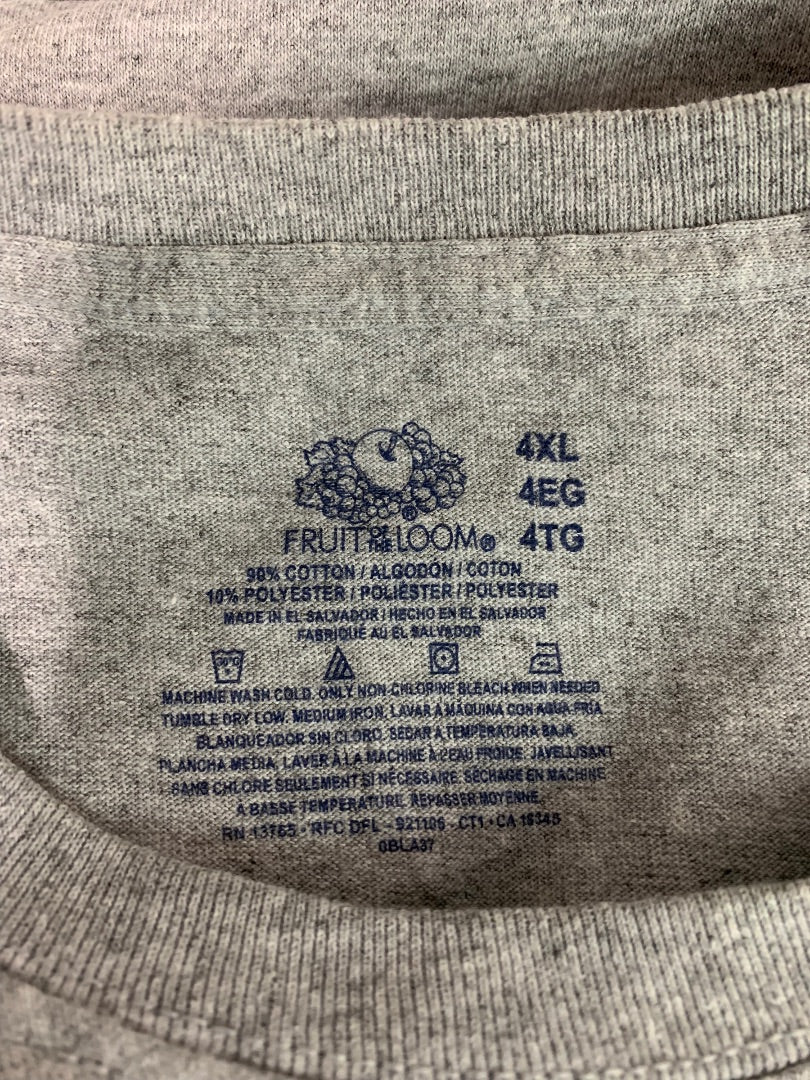 4XL
4EG
FRUIT OF THE LOOM® 4TG
90% COTTON / ALGODÓN / COTON
10% POLYESTER / POLIÉSTER / POLYESTER
MADE IN EL SALVADOR / HECHO EN EL SALVADOR
FABRIQUÉ AU EL SALVADOR
30°C
MACHINE WASH COLD. ONLY NON-CHLORINE BLEACH WHEN NEEDED.
TUMBLE DRY LOW. MEDIUM IRON. LAVAR A MÁQUINA CON AGUA FRÍA
BLANQUEADOR SIN CLORO. SECAR A TEMPERATURA BAJA.
PLANCHA MEDIA. LAVER À LA MACHINE À L'EAU FROIDE. JAVELLISANT
SANS CHLORE SEULEMENT SI NÉCESSAIRE. SÉCHAGE EN MACHINE
À BASSE TEMPÉRATURE. REPASSER MOYENNE.
RN 13765 • RFC DFL - 921106 - CT1 • CA 18345
0BLA37